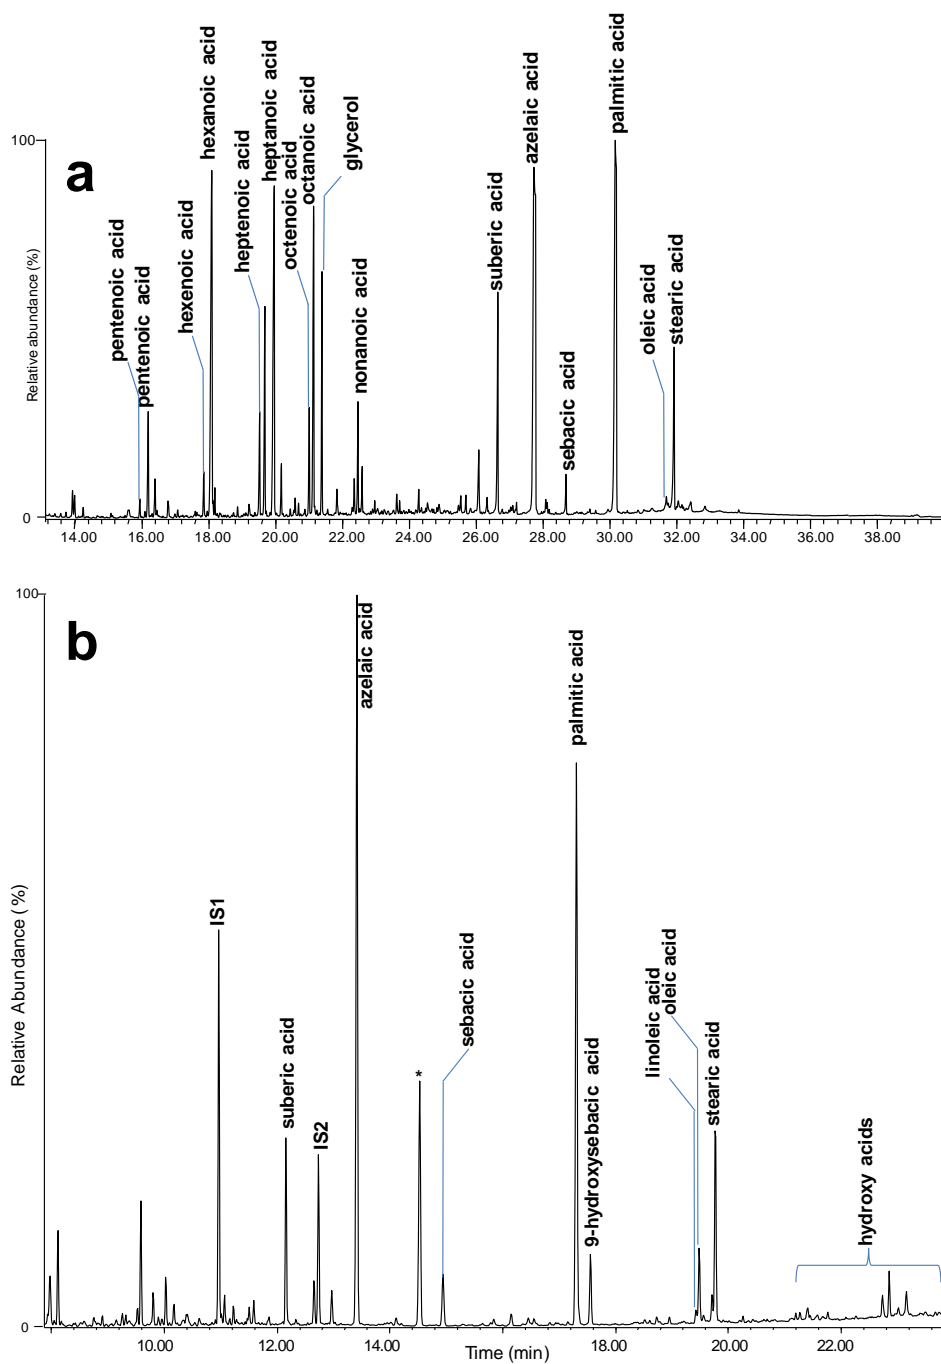 a
100
0
Relative abundance (%)
pentenoic acid
pentenoic acid
hexenoic acid
hexanoic acid
heptenoic acid
heptanoic acid
octenoic acid
octanoic acid
glycerol
nonanoic acid
suberic acid
azelaic acid
sebacic acid
palmitic acid
oleic acid
stearic acid
14.00 16.00 18.00 20.00 22.00 24.00 26.00 28.00 30.00 32.00 34.00 36.00 38.00
b
100
0
Relative Abundance (%)
IS1
suberic acid
IS2
azelaic acid
*
sebacic acid
palmitic acid
9-hydroxysebacic acid
linoleic acid
oleic acid
stearic acid
hydroxy acids
10.00 12.00 14.00 16.00 18.00 20.00 22.00
Time (min)